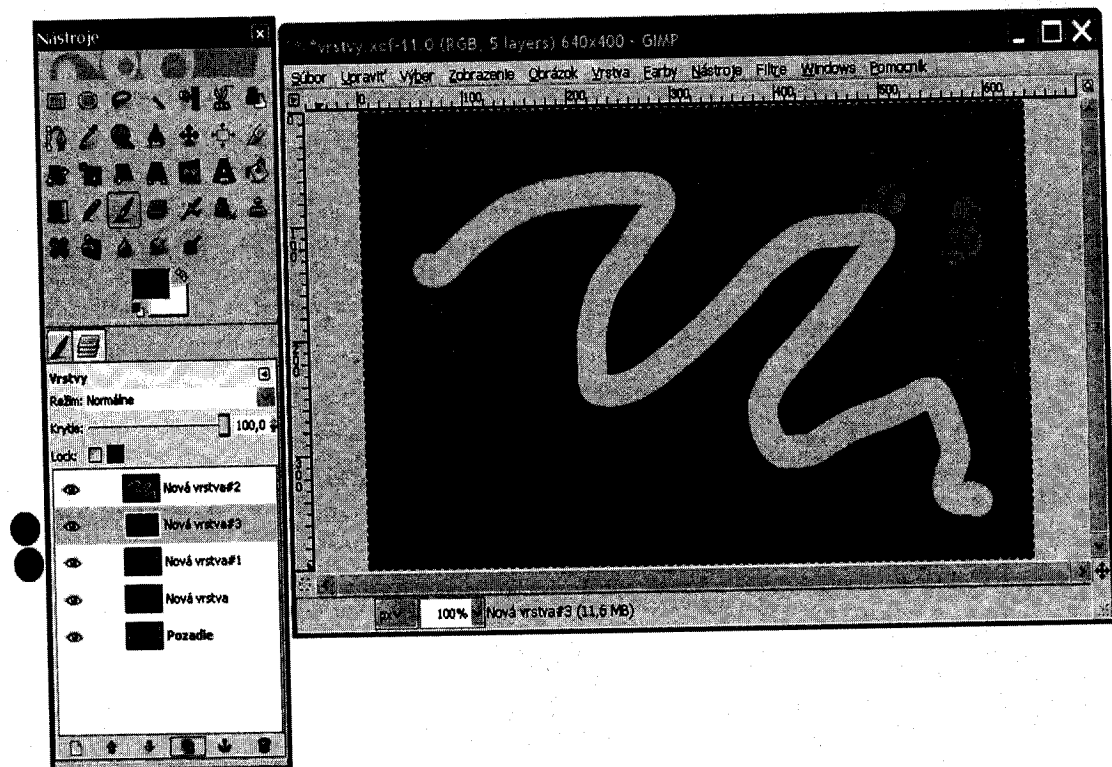 Nástroje
*vrstvy.xcf-11.0 (RGB, 5 layers) 640x400 - GIMP
Súbor Upraviť Výber Zobrazenie Obrázok Vrstva Farby Nástroje Filtre Windows Pomocník
0 100 200 300 400 500 600
Vrstvy
Režim: Normálne
Krytie: 100,0
Lock:
Nová vrstva#2
Nová vrstva#3
Nová vrstva#1
Nová vrstva
Pozadie
px 100% Nová vrstva#3 (11,6 MB)